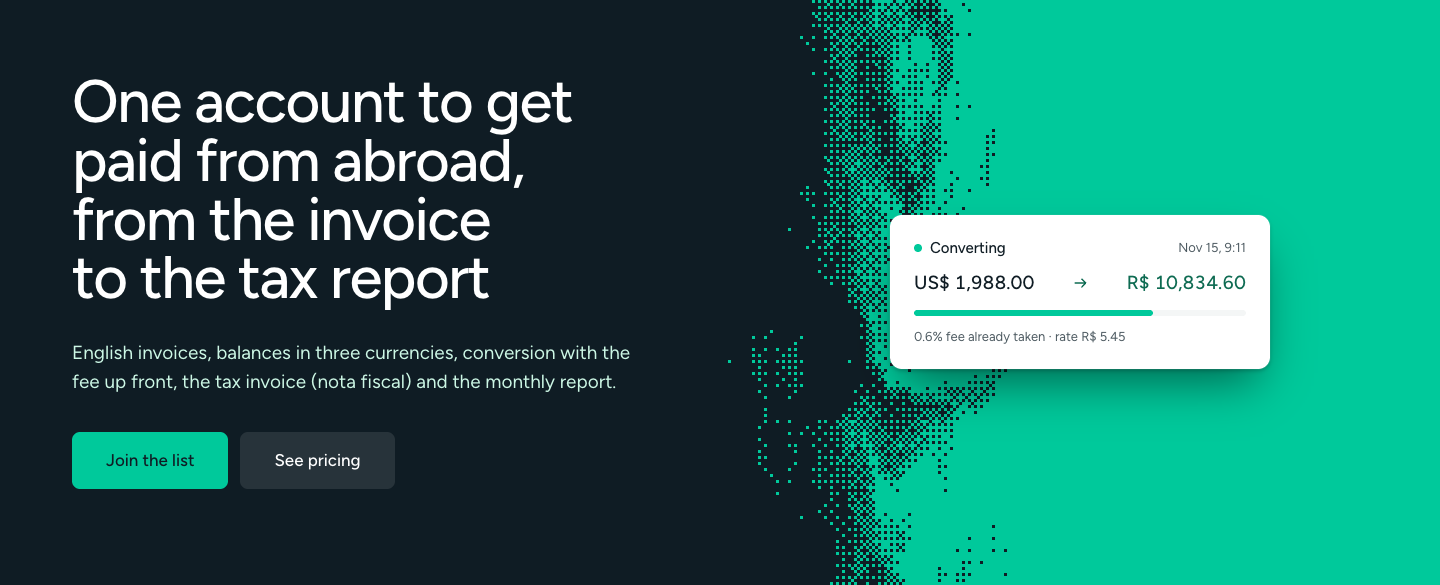 One account to get
paid from abroad,
from the invoice
to the tax report
English invoices, balances in three currencies, conversion with the
fee up front, the tax invoice (nota fiscal) and the monthly report.
Join the list
See pricing
Converting
Nov 15, 9:11
US$ 1,988.00 → R$ 10,834.60
0.6% fee already taken · rate R$ 5.45